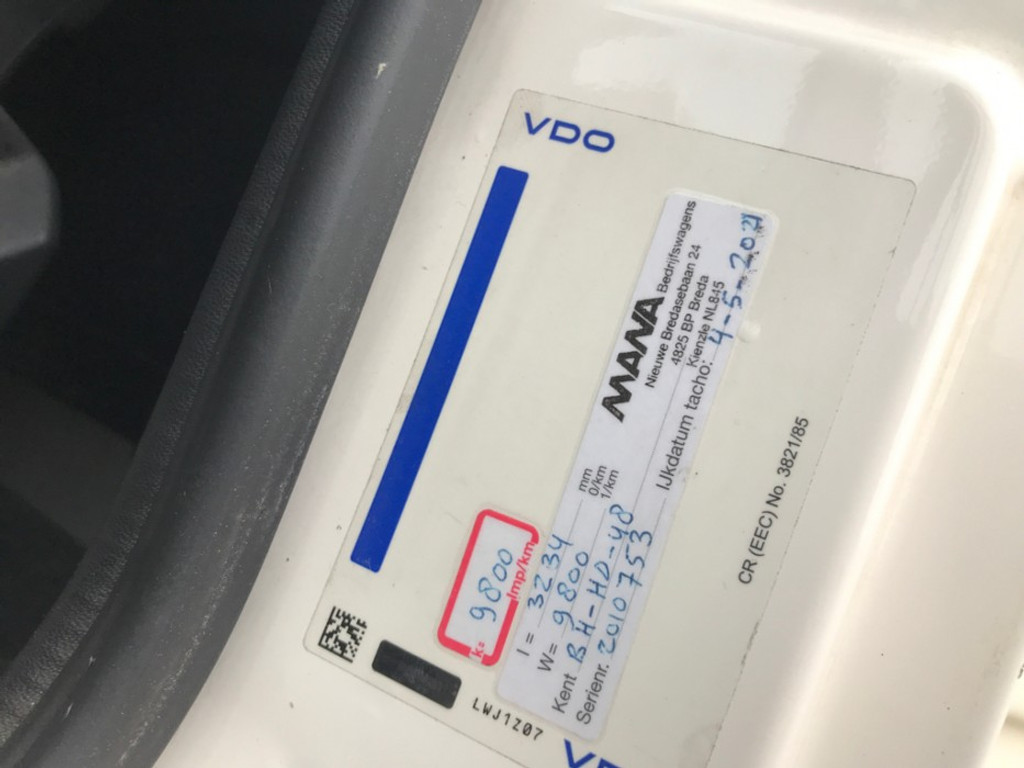 VDO
MANA Bedrijfswagens
Nieuwe Bredasebaan 24
4825 BP Breda
Kienzle NL845
IJkdatum tacho: 4-5-2021
k= 9800 Imp/km
I = 3234 mm
W= 9800 0/km
1/km
Kent BH-HD-48
Serienr. 2010753
CR (EEC) No. 3821/85
LWJ1Z07